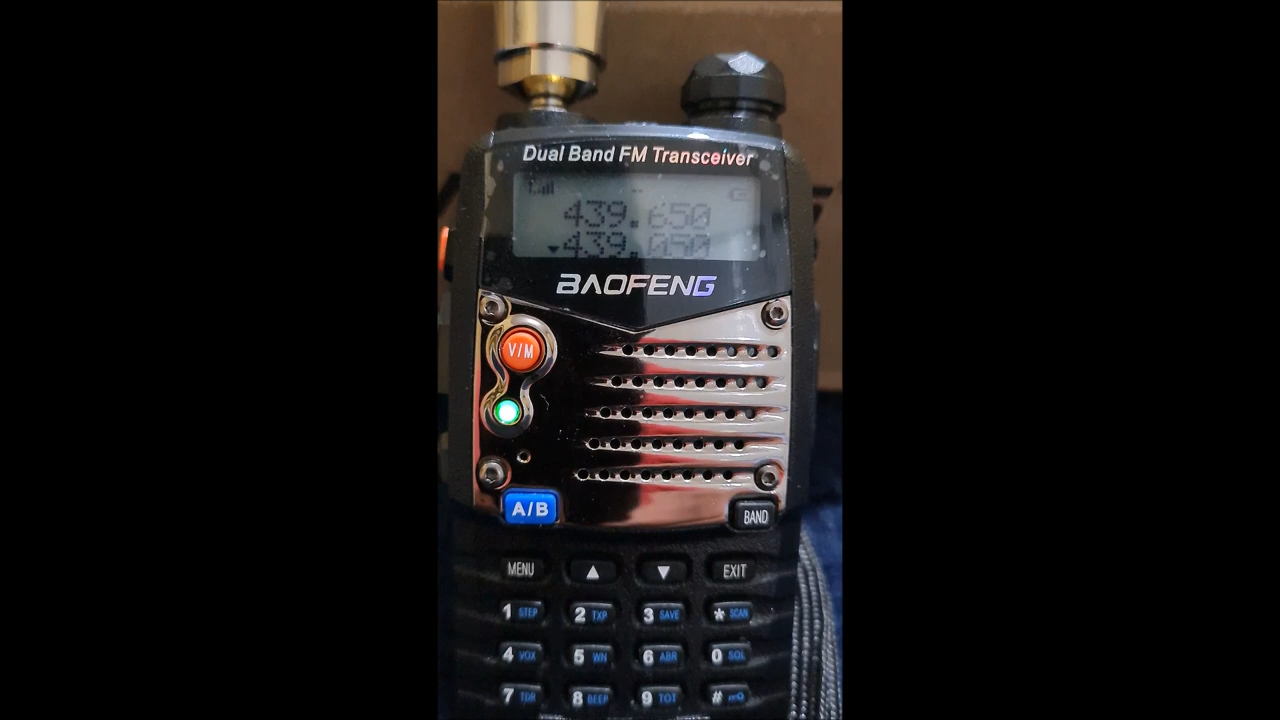 Dual Band FM Transceiver
439.650
439.050
BAOFENG
V/M
A/B
BAND
MENU ▲ ▼ EXIT
1 STEP 2 TXP 3 SAVE * SCAN
4 VOX 5 WN 6 ABR 0 SQL
7 TDR 8 BEEP 9 TOT #